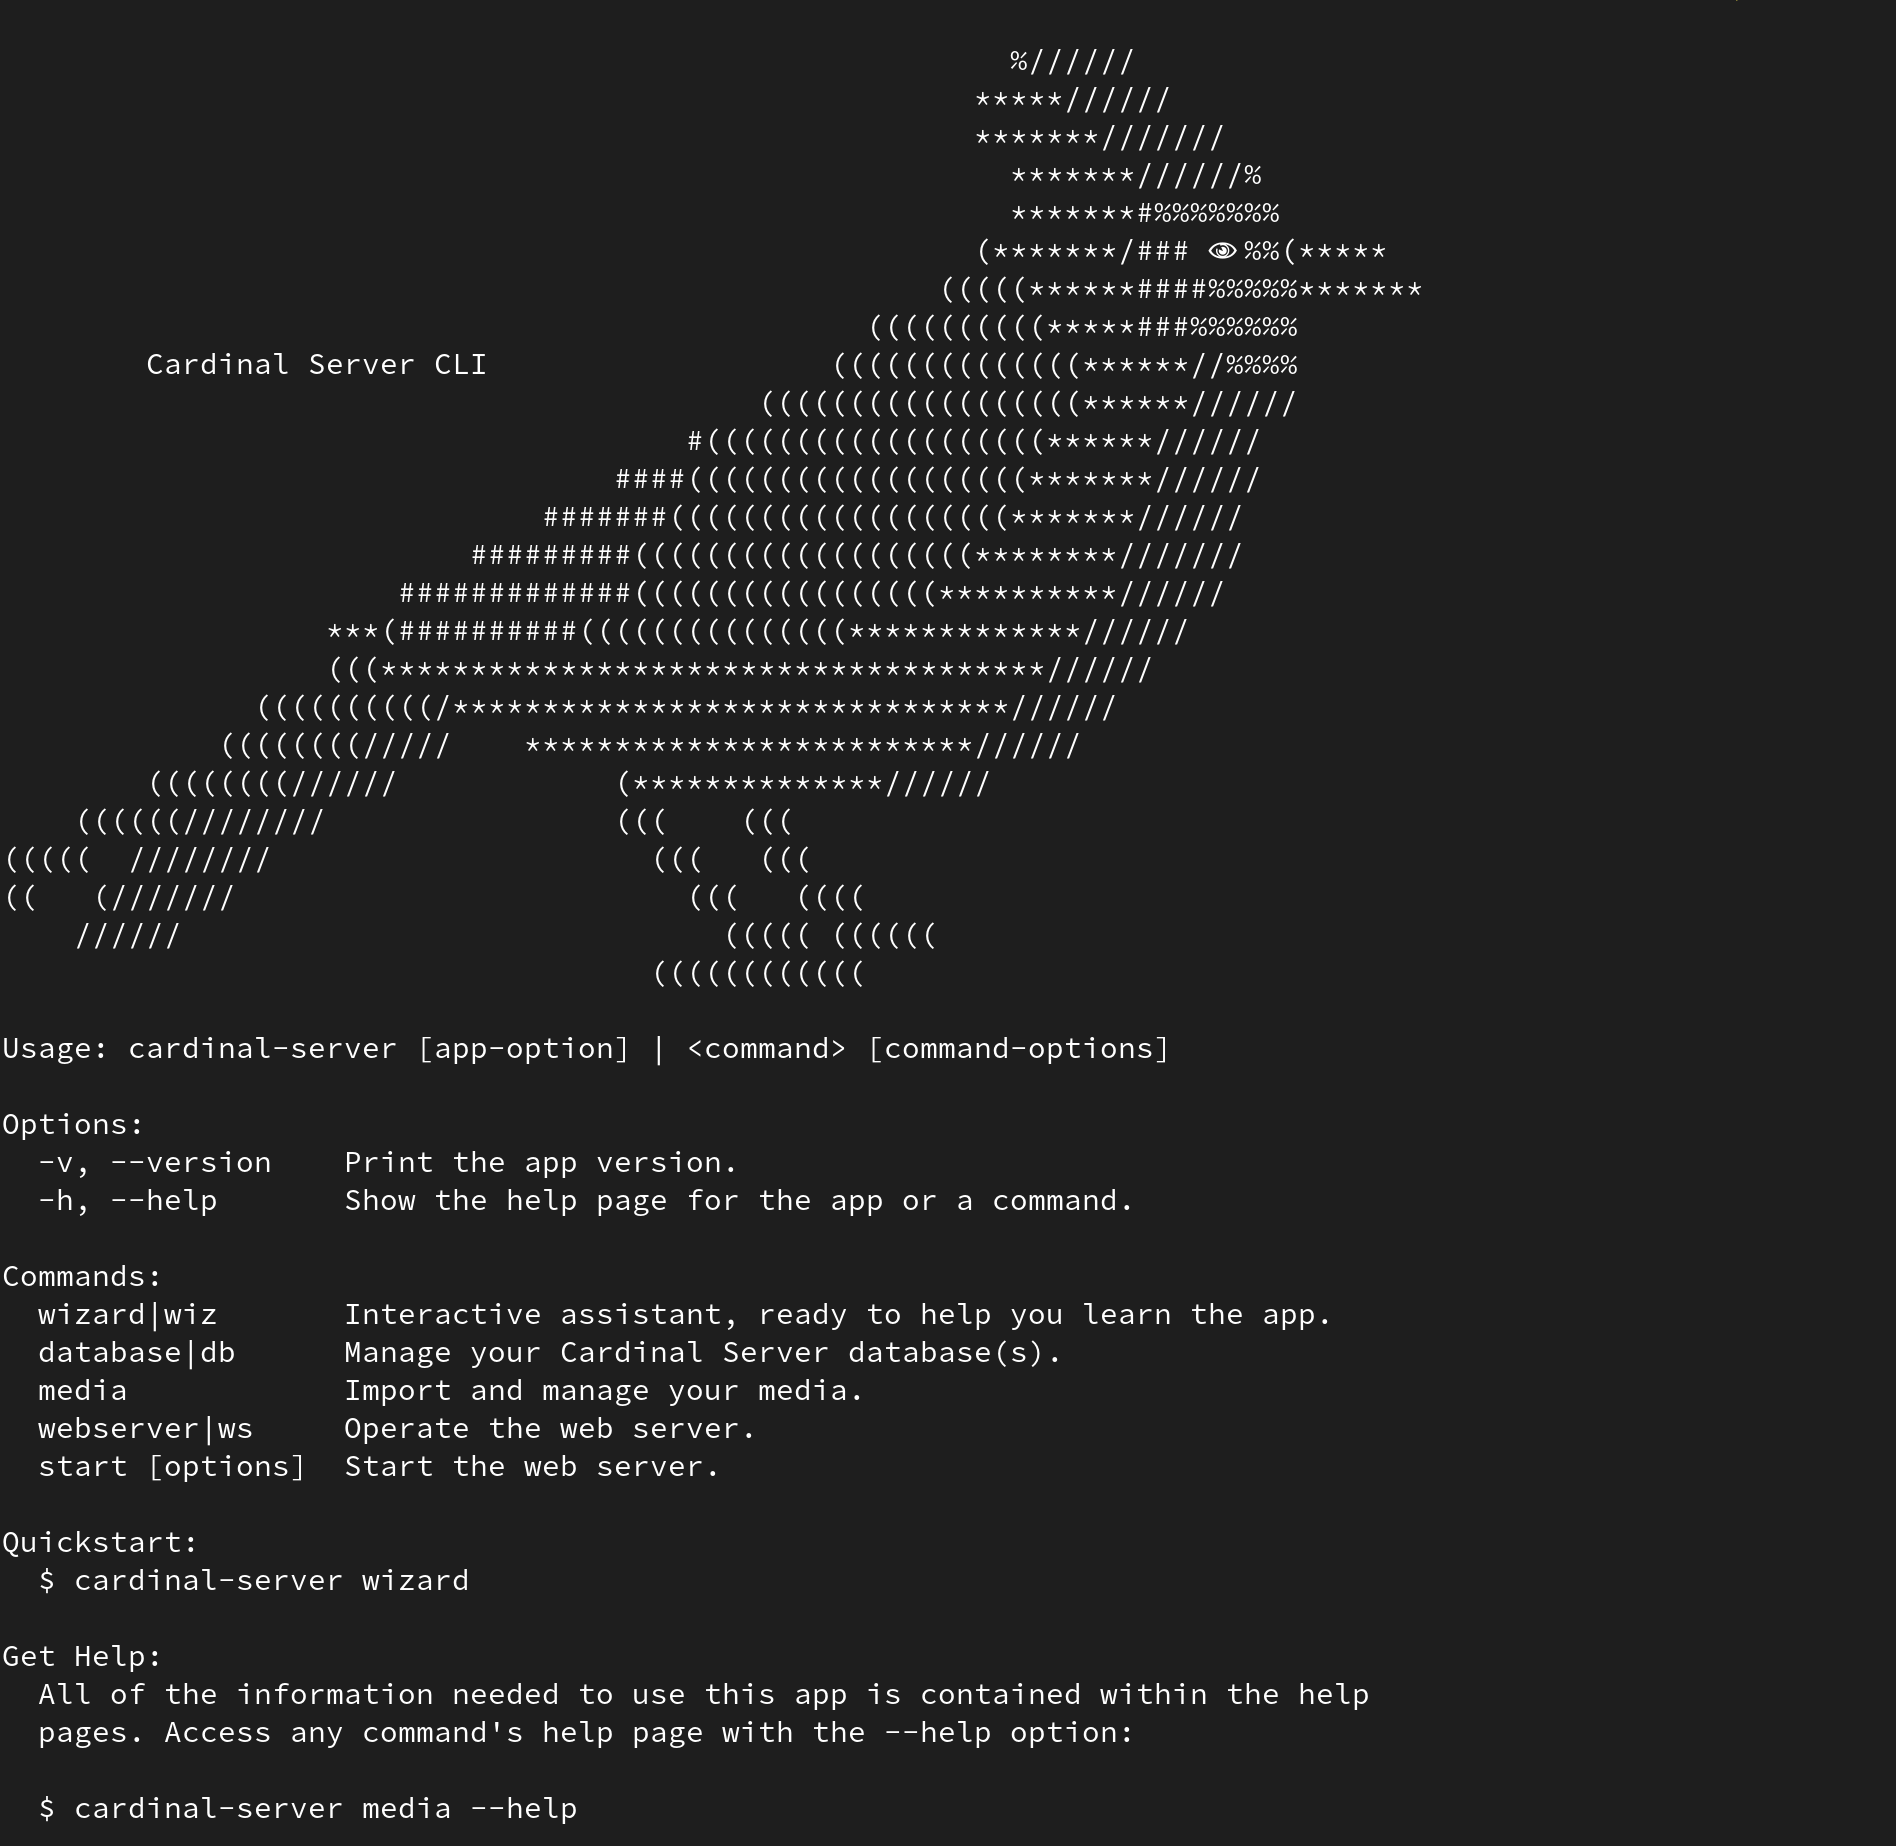 Cardinal Server CLI
Usage: cardinal-server [app-option] | <command> [command-options]
Options:
-v, --version    Print the app version.
-h, --help       Show the help page for the app or a command.
Commands:
wizard|wiz       Interactive assistant, ready to help you learn the app.
database|db      Manage your Cardinal Server database(s).
media            Import and manage your media.
webserver|ws     Operate the web server.
start [options]  Start the web server.
Quickstart:
$ cardinal-server wizard
Get Help:
All of the information needed to use this app is contained within the help
pages. Access any command's help page with the --help option:
$ cardinal-server media --help